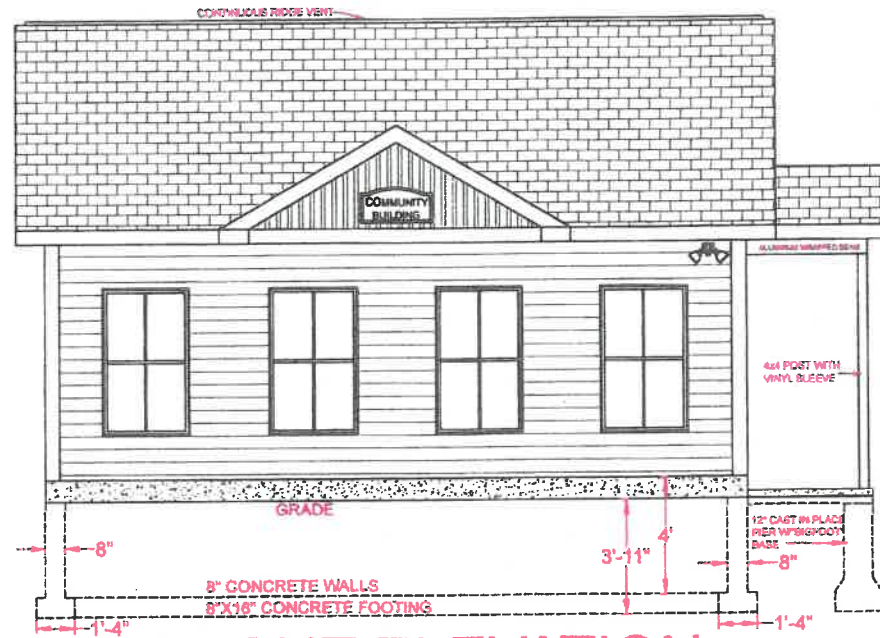 CONTINUOUS RIDGE VENT
COMMUNITY
BUILDING
ALUMINUM WRAPPED BEAM
4x4 POST WITH
VINYL SLEEVE
GRADE
12" CAST IN PLACE
PIER W/BIGFOOT
BASE
8"
3'-11"
4'
8"
8" CONCRETE WALLS
8"X16" CONCRETE FOOTING
1'-4"
1'-4"